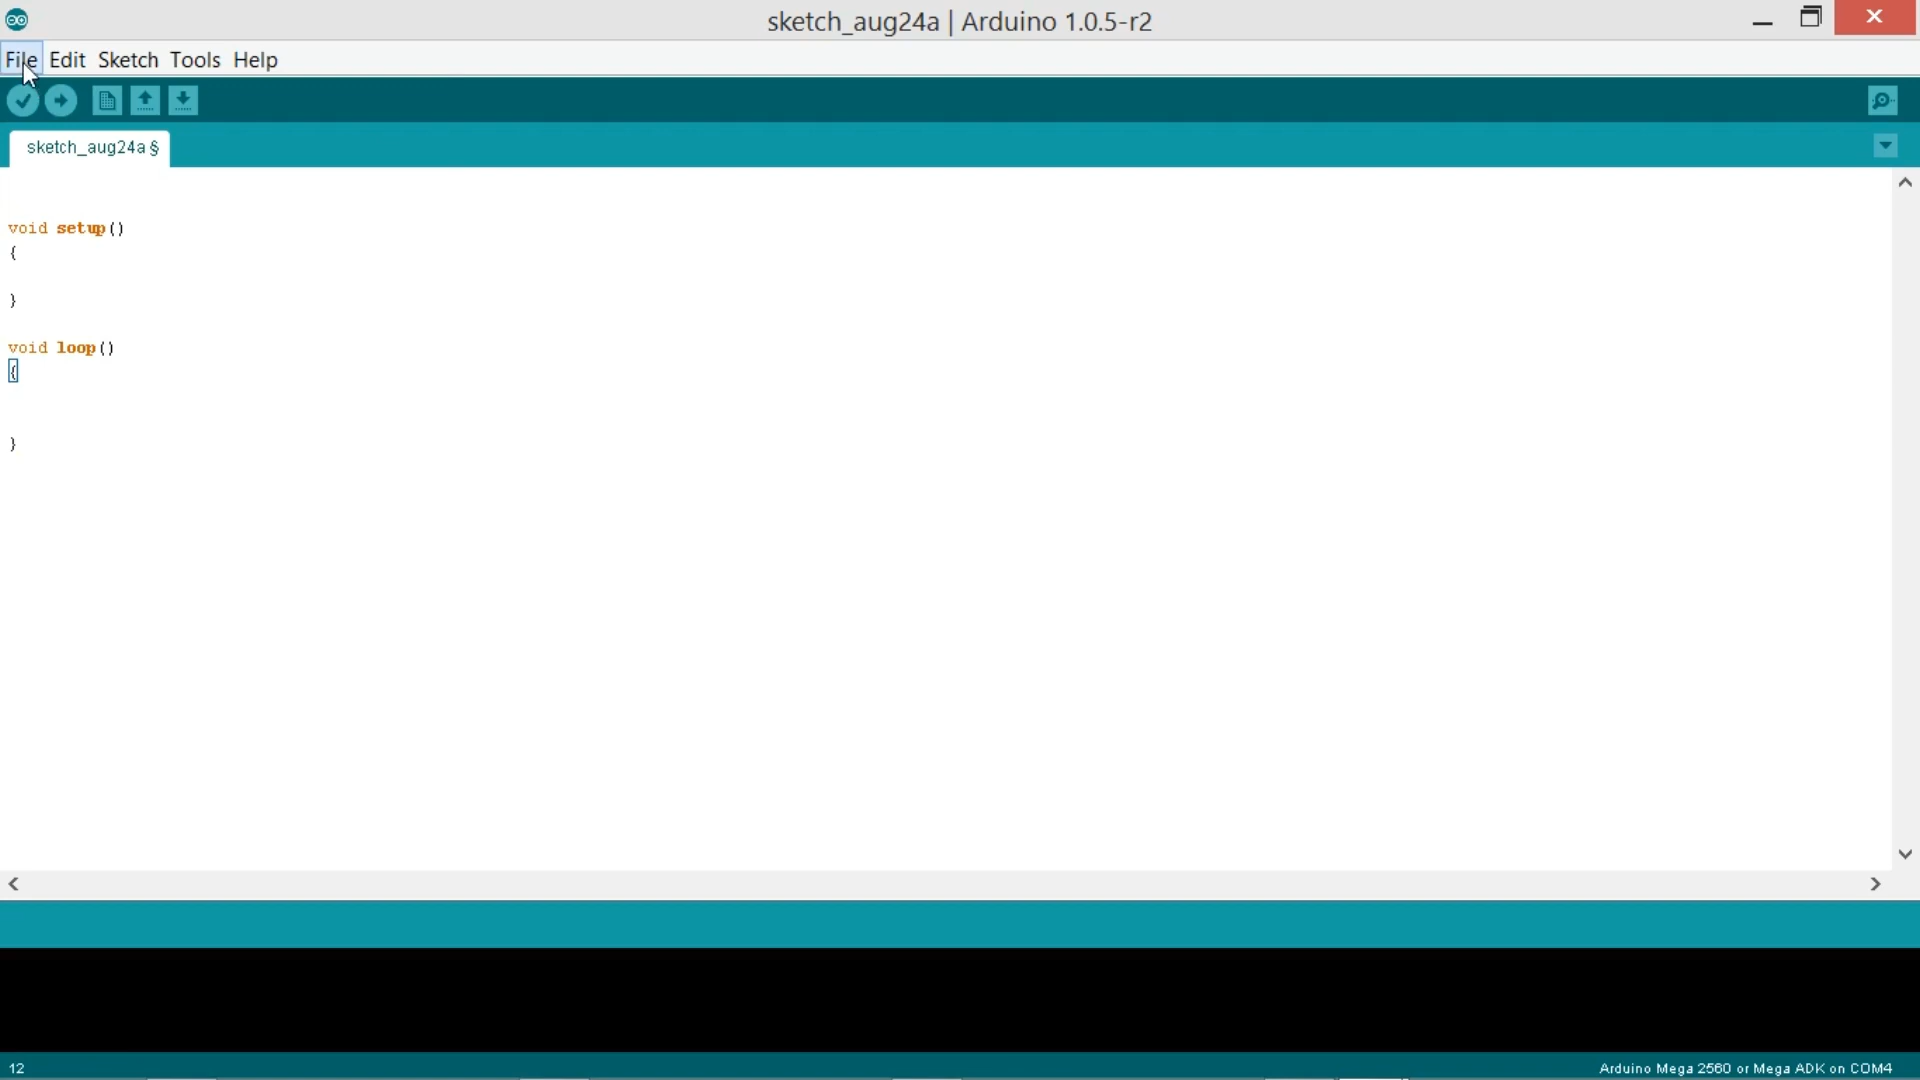 sketch_aug24a | Arduino 1.0.5-r2
File Edit Sketch Tools Help
sketch_aug24a §
void setup()
{
}
void loop()
{
}
12
Arduino Mega 2560 or Mega ADK on COM4